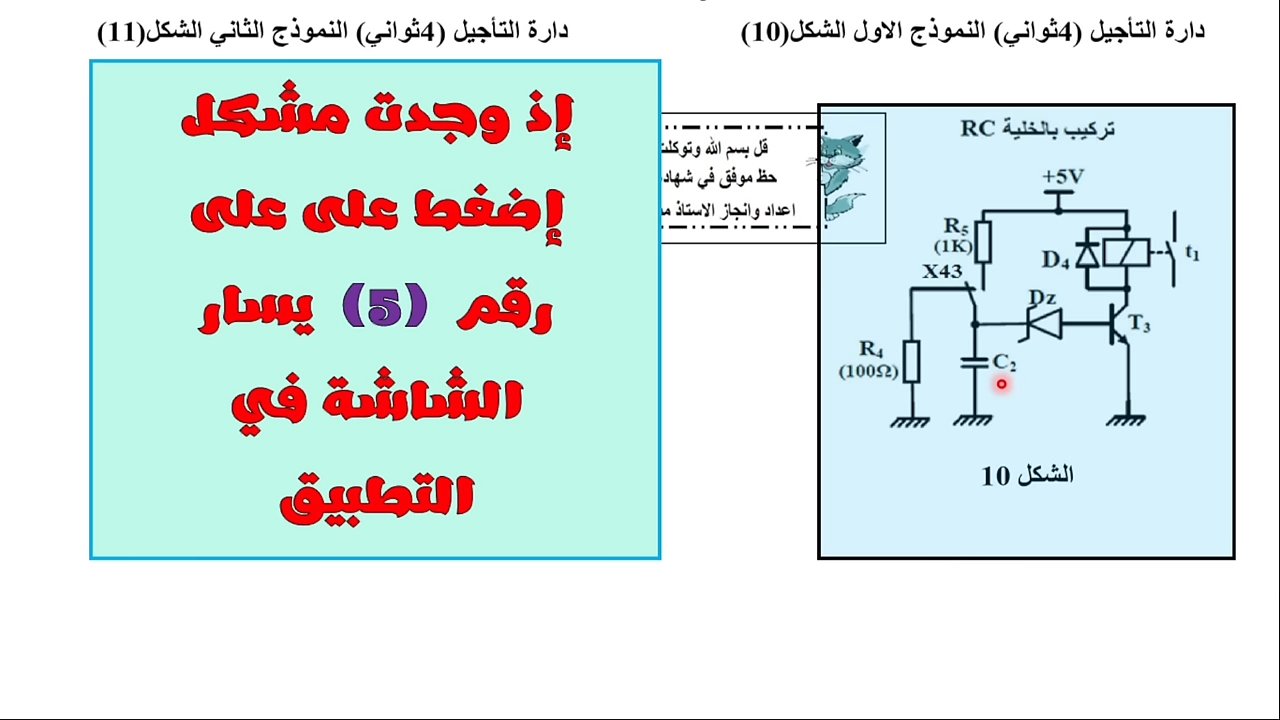 دارة التأجيل (4ثواني) النموذج الاول الشكل(10)
دارة التأجيل (4ثواني) النموذج الثاني الشكل(11)
إذ وجدت مشكل
إضغط على على
رقم (5) يسار
الشاشة في
التطبيق
قل بسم الله وتوكلت
حظ موفق في
اعداد وانجاز الاستاذ
تركيب بالخلية RC
+5V
R5
(1K)
D4
t1
X43
Dz
T3
R4
(100Ω)
C2
الشكل 10